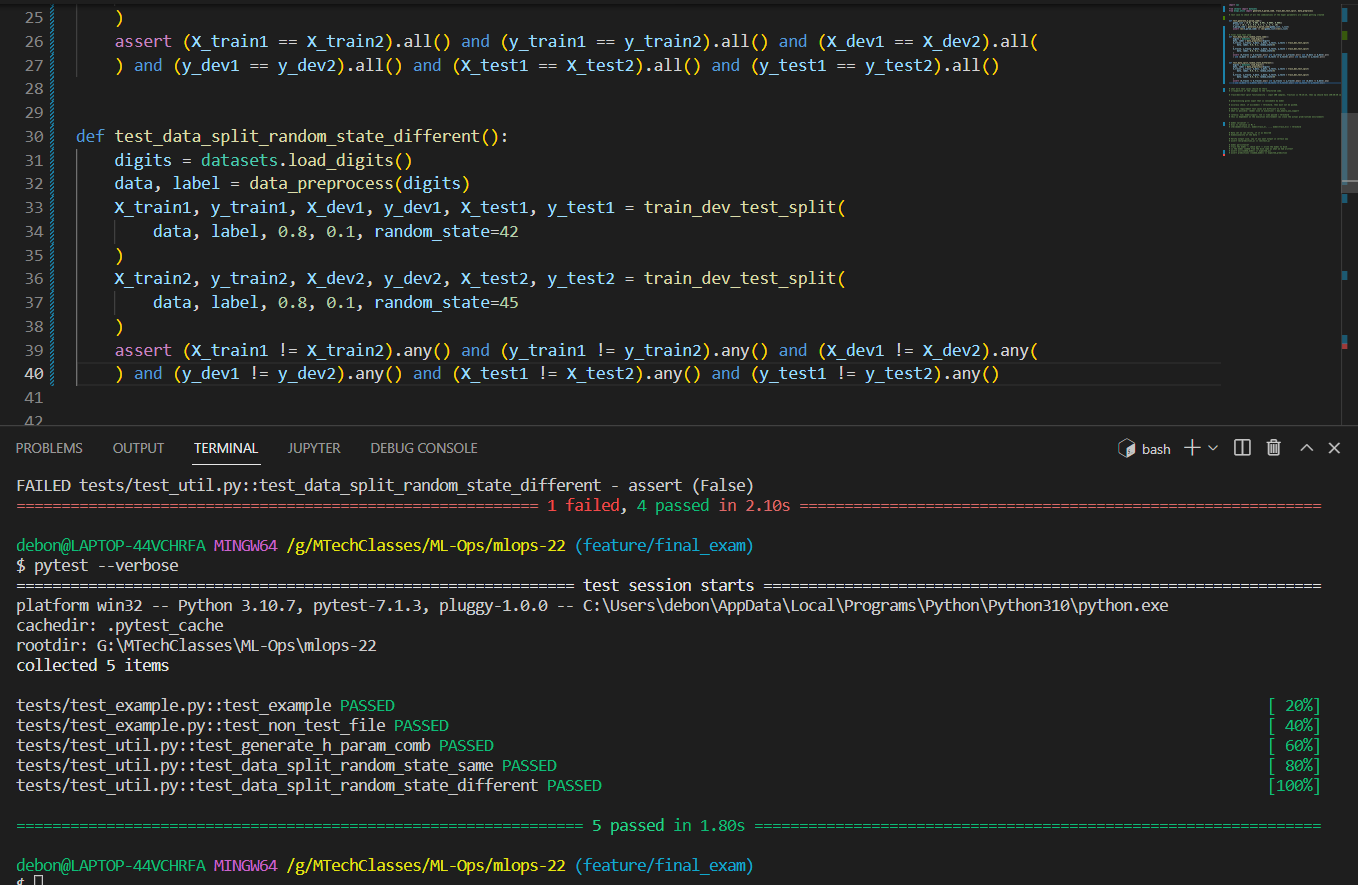 25 )
26 assert (X_train1 == X_train2).all() and (y_train1 == y_train2).all() and (X_dev1 == X_dev2).all(
27 ) and (y_dev1 == y_dev2).all() and (X_test1 == X_test2).all() and (y_test1 == y_test2).all()
28
29
30 def test_data_split_random_state_different():
31 digits = datasets.load_digits()
32 data, label = data_preprocess(digits)
33 X_train1, y_train1, X_dev1, y_dev1, X_test1, y_test1 = train_dev_test_split(
34 data, label, 0.8, 0.1, random_state=42
35 )
36 X_train2, y_train2, X_dev2, y_dev2, X_test2, y_test2 = train_dev_test_split(
37 data, label, 0.8, 0.1, random_state=45
38 )
39 assert (X_train1 != X_train2).any() and (y_train1 != y_train2).any() and (X_dev1 != X_dev2).any(
40 ) and (y_dev1 != y_dev2).any() and (X_test1 != X_test2).any() and (y_test1 != y_test2).any()
41
42
PROBLEMS OUTPUT TERMINAL JUPYTER DEBUG CONSOLE bash
FAILED tests/test_util.py::test_data_split_random_state_different - assert (False)
========================================================== 1 failed, 4 passed in 2.10s ==========================================================
debon@LAPTOP-44VCHRFA MINGW64 /g/MTechClasses/ML-Ops/mlops-22 (feature/final_exam)
$ pytest --verbose
============================================================== test session starts ==============================================================
platform win32 -- Python 3.10.7, pytest-7.1.3, pluggy-1.0.0 -- C:\Users\debon\AppData\Local\Programs\Python\Python310\python.exe
cachedir: .pytest_cache
rootdir: G:\MTechClasses\ML-Ops\mlops-22
collected 5 items
tests/test_example.py::test_example PASSED [ 20%]
tests/test_example.py::test_non_test_file PASSED [ 40%]
tests/test_util.py::test_generate_h_param_comb PASSED [ 60%]
tests/test_util.py::test_data_split_random_state_same PASSED [ 80%]
tests/test_util.py::test_data_split_random_state_different PASSED [100%]
=============================================================== 5 passed in 1.80s ===============================================================
debon@LAPTOP-44VCHRFA MINGW64 /g/MTechClasses/ML-Ops/mlops-22 (feature/final_exam)
$